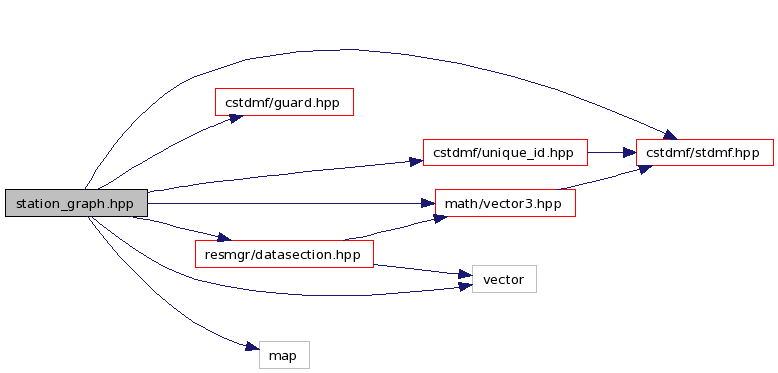 cstdmf/guard.hpp
cstdmf/unique_id.hpp
cstdmf/stdmf.hpp
station_graph.hpp
math/vector3.hpp
resmgr/datasection.hpp
vector
map